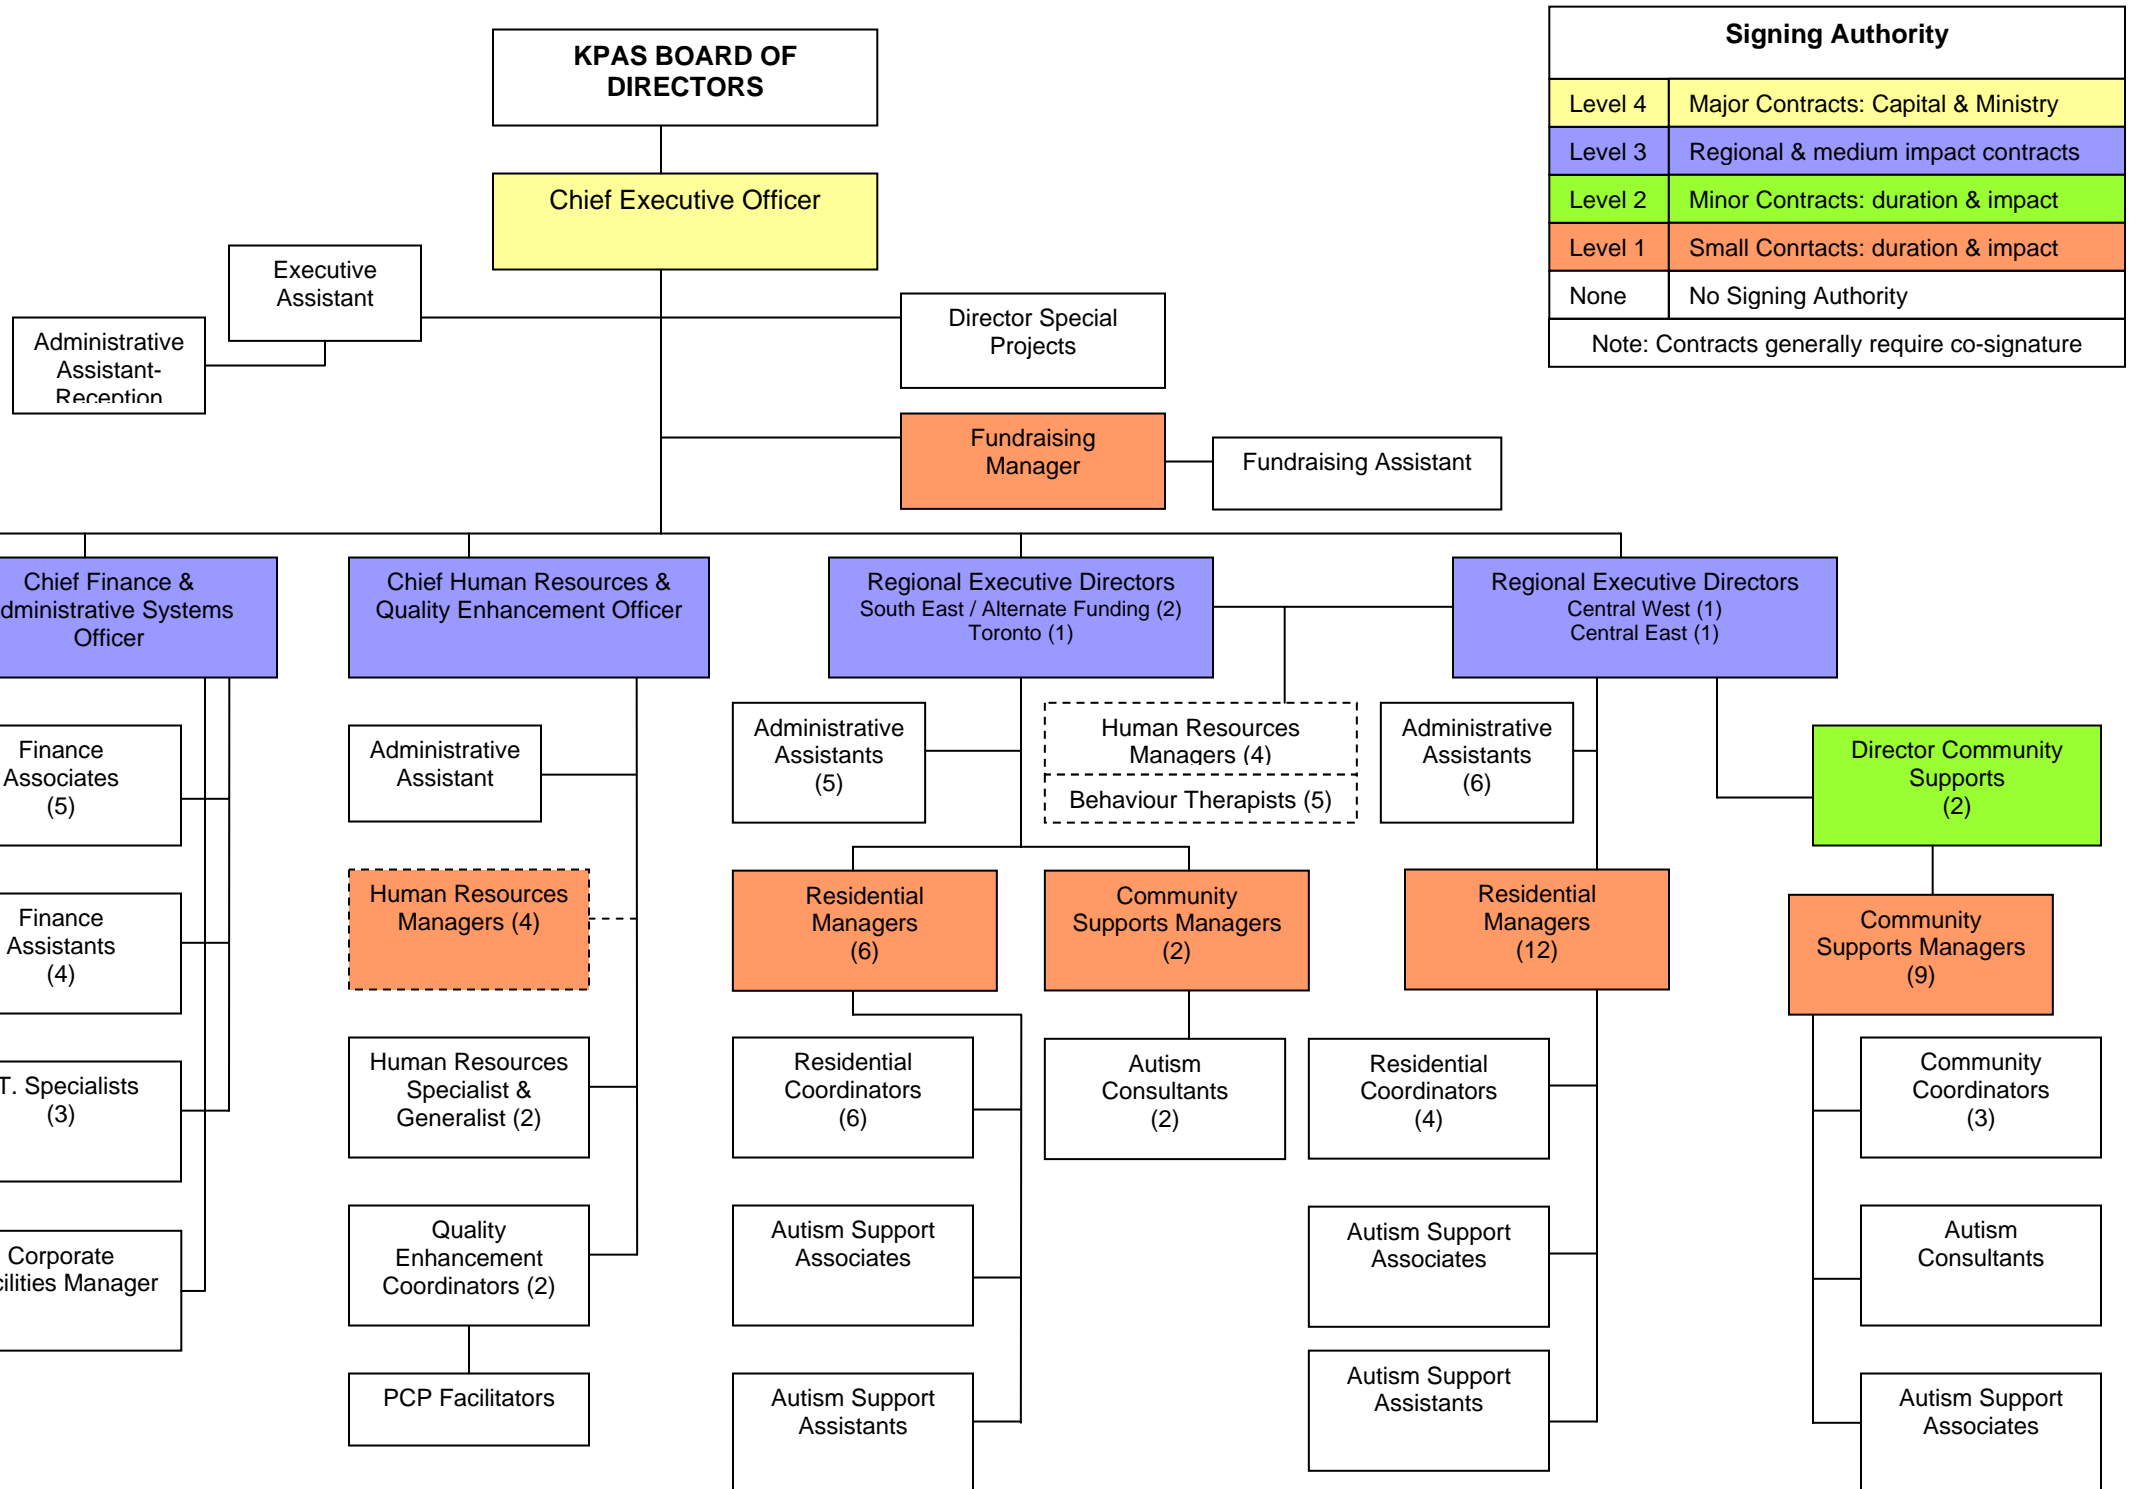 KPAS BOARD OF
DIRECTORS
Chief Executive Officer
Signing Authority
Level 4 Major Contracts: Capital & Ministry
Level 3 Regional & medium impact contracts
Level 2 Minor Contracts: duration & impact
Level 1 Small Conrtacts: duration & impact
None No Signing Authority
Note: Contracts generally require co-signature
Executive
Assistant
Administrative
Assistant-
Reception
Director Special
Projects
Fundraising
Manager
Fundraising Assistant
Chief Finance &
dministrative Systems
Officer
Chief Human Resources &
Quality Enhancement Officer
Regional Executive Directors
South East / Alternate Funding (2)
Toronto (1)
Regional Executive Directors
Central West (1)
Central East (1)
Finance
Associates
(5)
Finance
Assistants
(4)
T. Specialists
(3)
Corporate
cilities Manager
Administrative
Assistant
Human Resources
Managers (4)
Human Resources
Specialist &
Generalist (2)
Quality
Enhancement
Coordinators (2)
PCP Facilitators
Administrative
Assistants
(5)
Human Resources
Managers (4)
Behaviour Therapists (5)
Residential
Managers
(6)
Community
Supports Managers
(2)
Residential
Coordinators
(6)
Autism
Consultants
(2)
Autism Support
Associates
Autism Support
Assistants
Administrative
Assistants
(6)
Residential
Managers
(12)
Residential
Coordinators
(4)
Autism Support
Associates
Autism Support
Assistants
Director Community
Supports
(2)
Community
Supports Managers
(9)
Community
Coordinators
(3)
Autism
Consultants
Autism Support
Associates